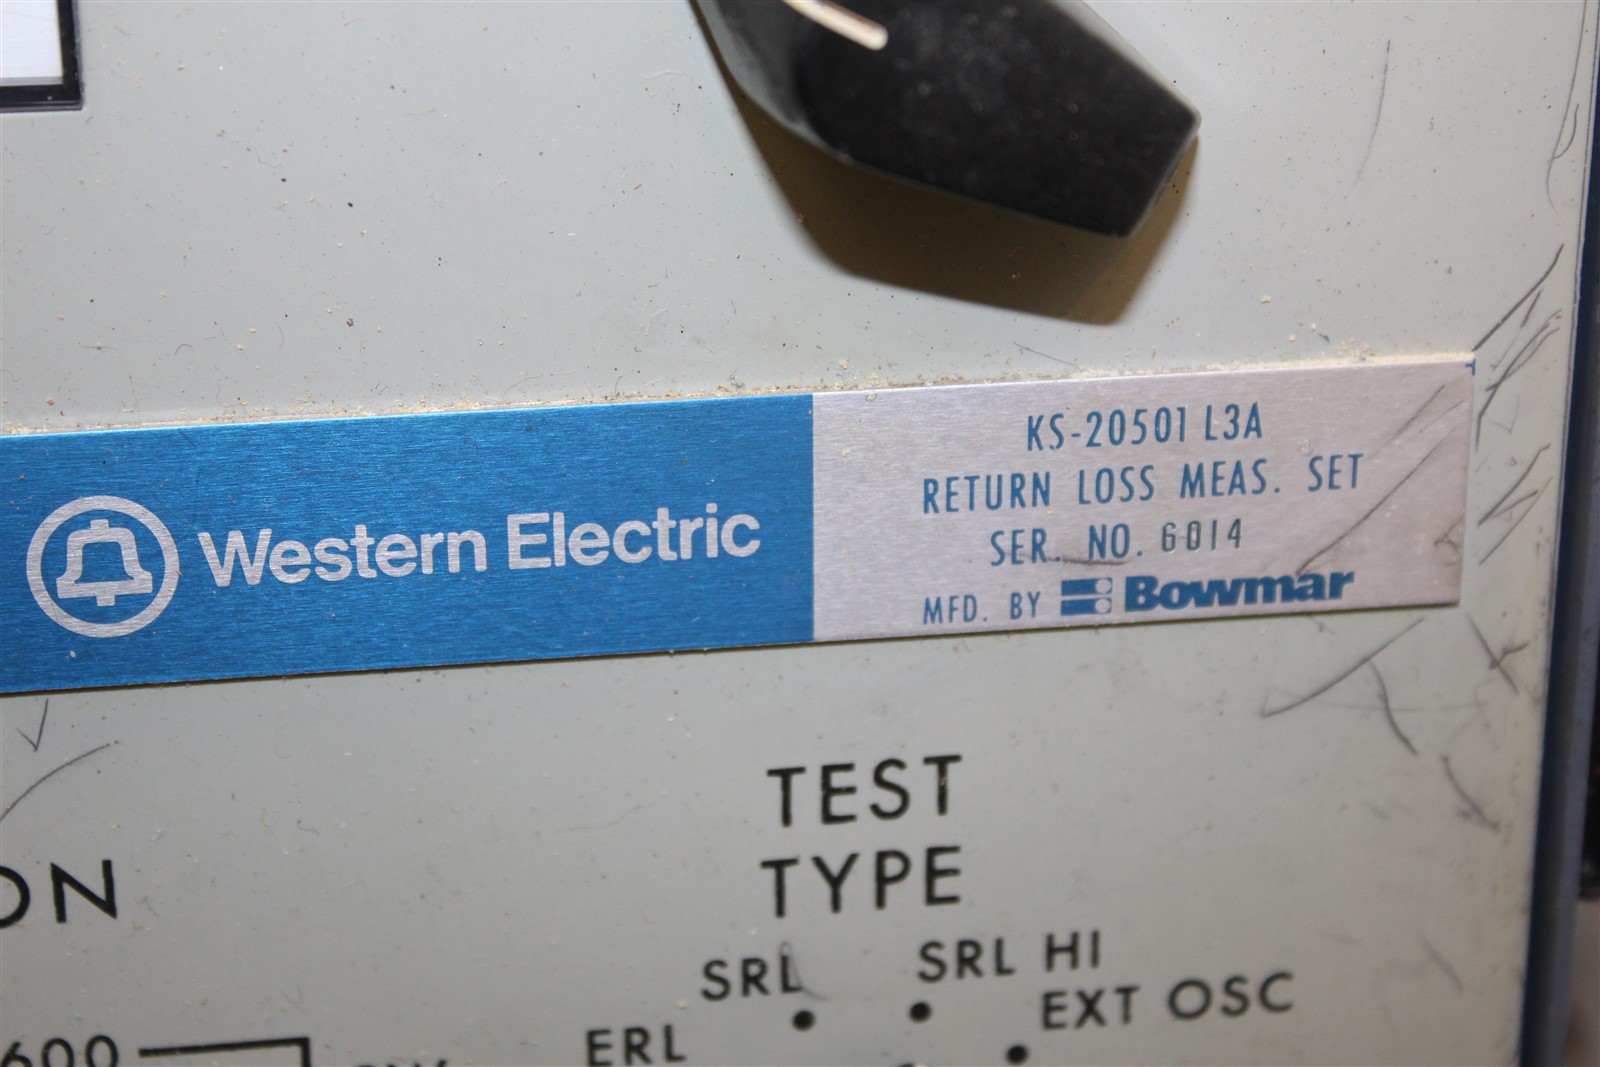 Western Electric
KS-20501 L3A
RETURN LOSS MEAS. SET
SER. NO. 6014
MFD. BY Bowmar
TEST
TYPE
ON
SRL
SRL HI
EXT OSC
ERL
600